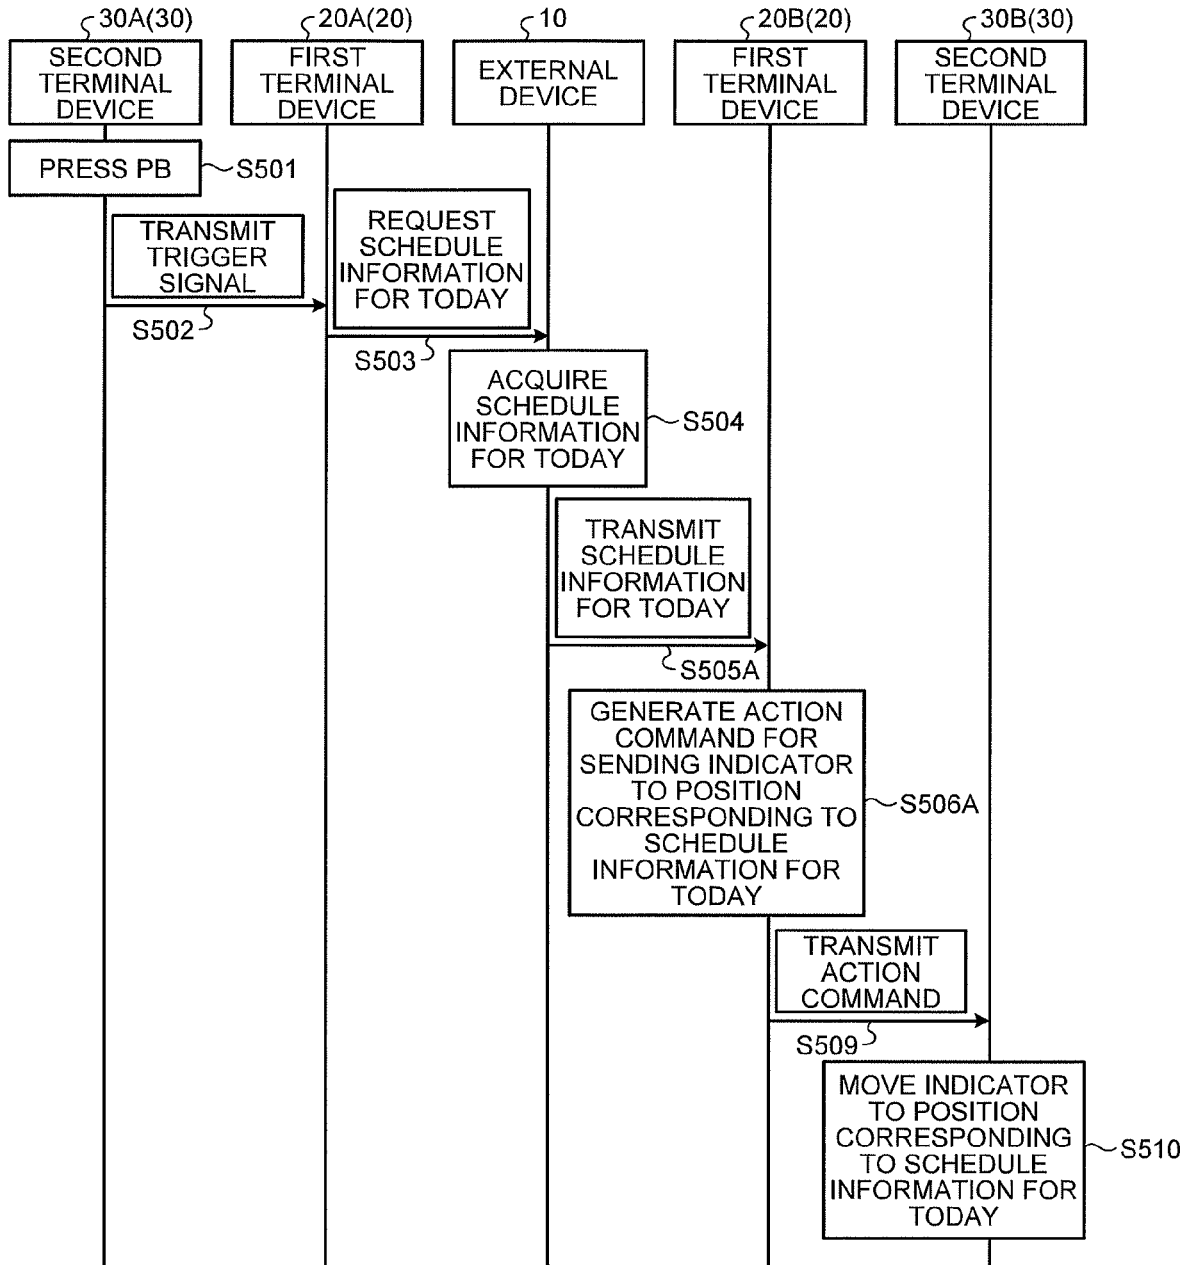 30A(30)
20A(20)
10
20B(20)
30B(30)
SECOND
TERMINAL
DEVICE
FIRST
TERMINAL
DEVICE
EXTERNAL
DEVICE
FIRST
TERMINAL
DEVICE
SECOND
TERMINAL
DEVICE
PRESS PB
S501
TRANSMIT
TRIGGER
SIGNAL
S502
REQUEST
SCHEDULE
INFORMATION
FOR TODAY
S503
ACQUIRE
SCHEDULE
INFORMATION
FOR TODAY
S504
TRANSMIT
SCHEDULE
INFORMATION
FOR TODAY
S505A
GENERATE ACTION
COMMAND FOR
SENDING INDICATOR
TO POSITION
CORRESPONDING TO
SCHEDULE
INFORMATION FOR
TODAY
S506A
TRANSMIT
ACTION
COMMAND
S509
MOVE INDICATOR
TO POSITION
CORRESPONDING
TO SCHEDULE
INFORMATION FOR
TODAY
S510